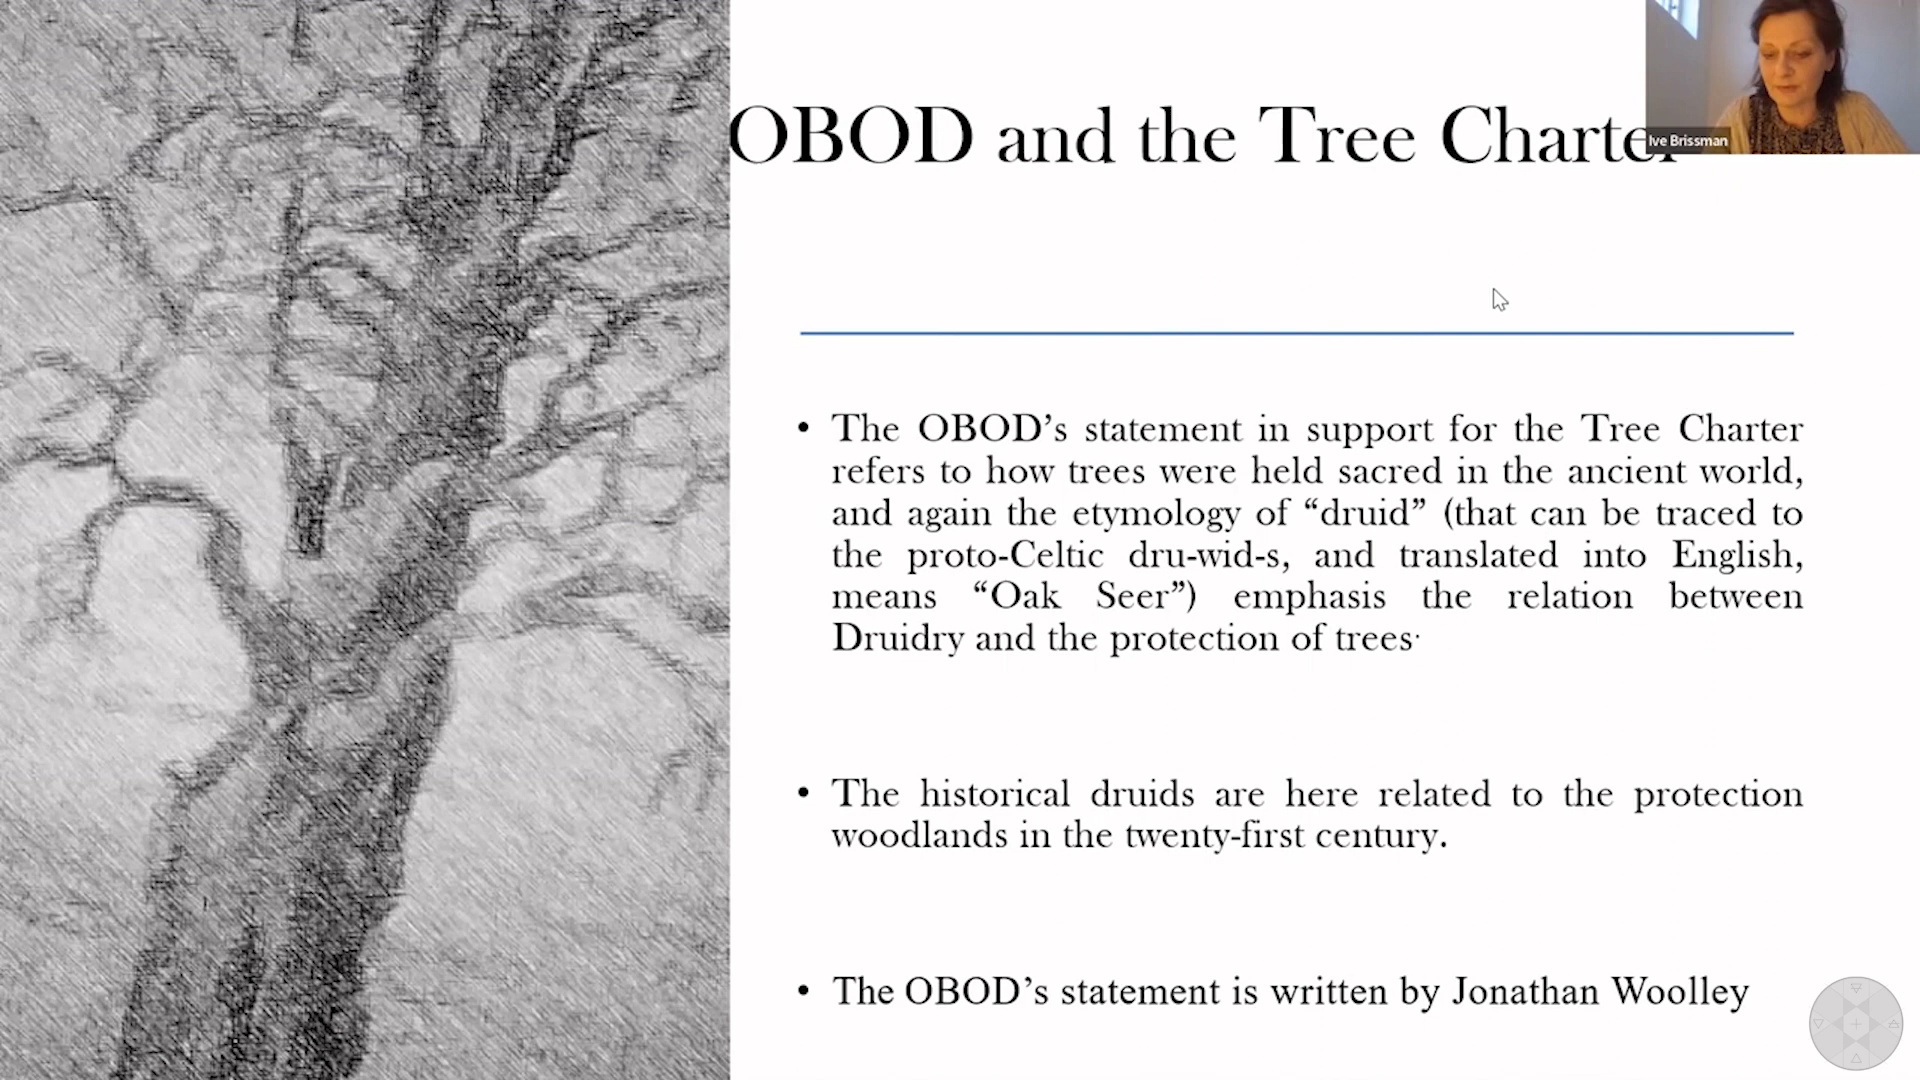 OBOD and the Tree Charter
Ive Brissman
• The OBOD’s statement in support for the Tree Charter
refers to how trees were held sacred in the ancient world,
and again the etymology of “druid” (that can be traced to
the proto-Celtic dru-wid-s, and translated into English,
means “Oak Seer”) emphasis the relation between
Druidry and the protection of trees.
• The historical druids are here related to the protection
woodlands in the twenty-first century.
• The OBOD’s statement is written by Jonathan Woolley